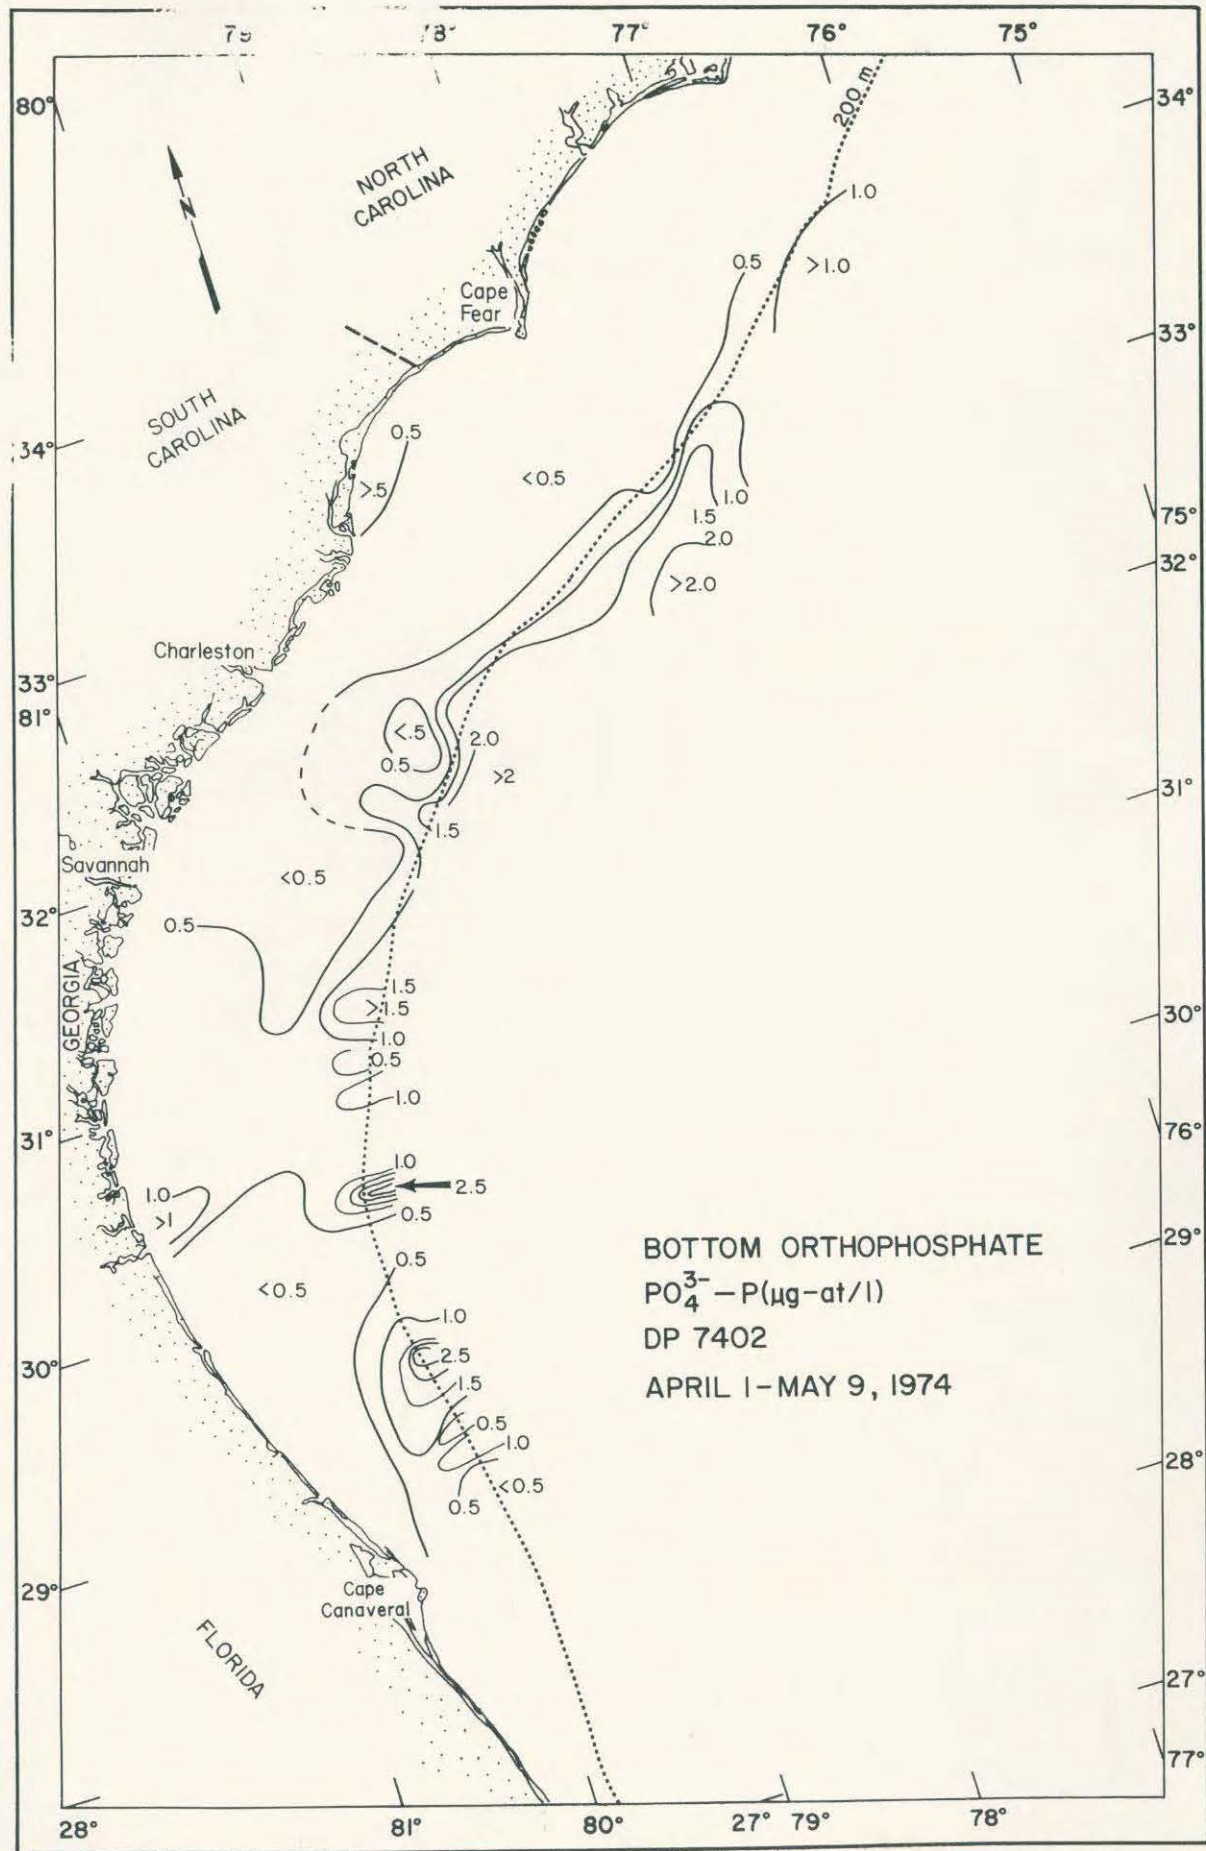 79 78° 77° 76° 75°
80°
34°
200 m
NORTH
CAROLINA
N
1.0
0.5
>1.0
Cape
Fear
33°
SOUTH
CAROLINA
0.5
34°
<0.5
>.5
1.0
1.5
75°
2.0
32°
>2.0
Charleston
33°
81°
<.5
2.0
0.5
>2
31°
1.5
Savannah
<0.5
32°
0.5
GEORGIA
1.5
>1.5
30°
1.0
0.5
1.0
76°
31°
1.0
2.5
1.0
>1
0.5
29°
0.5
<0.5
1.0
30°
2.5
1.5
0.5
1.0
28°
<0.5
0.5
BOTTOM ORTHOPHOSPHATE
PO₄³⁻ – P(μg-at/l)
DP 7402
APRIL 1-MAY 9, 1974
29°
Cape
Canaveral
FLORIDA
27°
77°
28° 81° 80° 27° 79° 78°